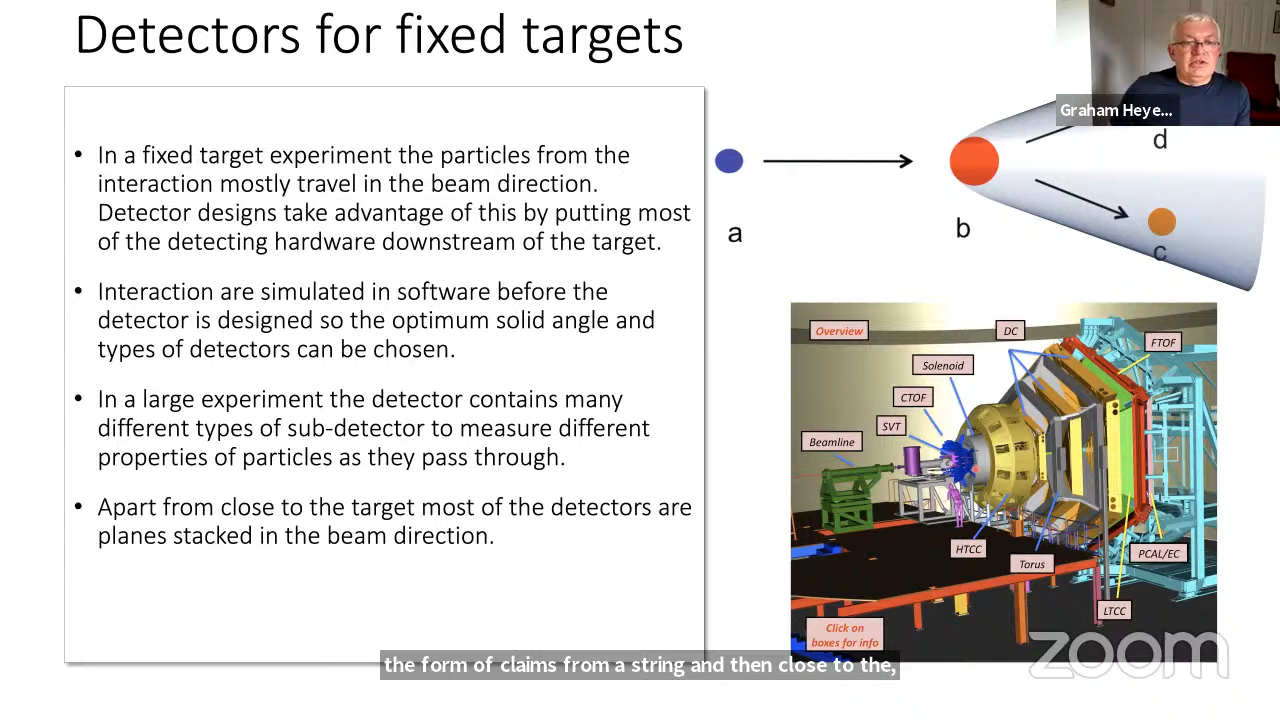 Detectors for fixed targets
Graham Heye...
• In a fixed target experiment the particles from the
interaction mostly travel in the beam direction.
Detector designs take advantage of this by putting most
of the detecting hardware downstream of the target.
• Interaction are simulated in software before the
detector is designed so the optimum solid angle and
types of detectors can be chosen.
• In a large experiment the detector contains many
different types of sub-detector to measure different
properties of particles as they pass through.
• Apart from close to the target most of the detectors are
planes stacked in the beam direction.
a
b
d
c
Overview
DC
FTOF
Solenoid
CTOF
SVT
Beamline
HTCC
Torus
PCAL/EC
LTCC
Click on
boxes for info
zoom
the form of claims from a string and then close to the,